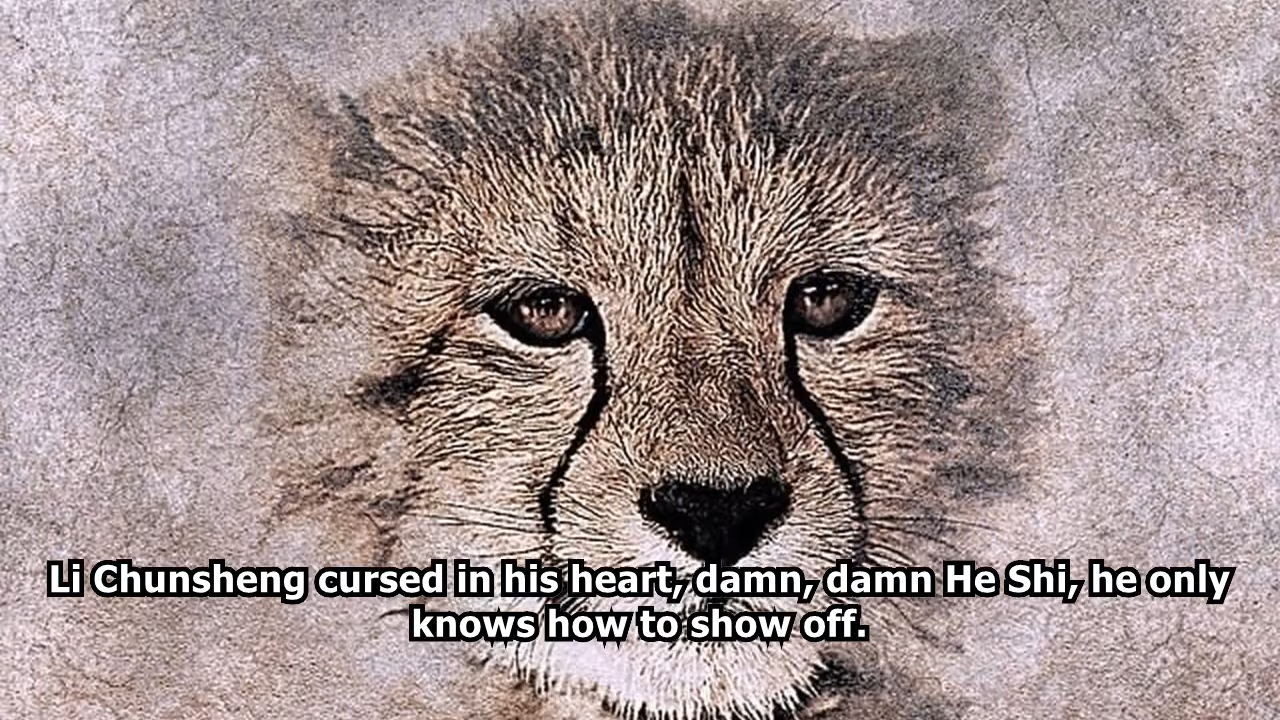 Li Chunsheng cursed in his heart, damn, damn He Shi, he only
knows how to show off.